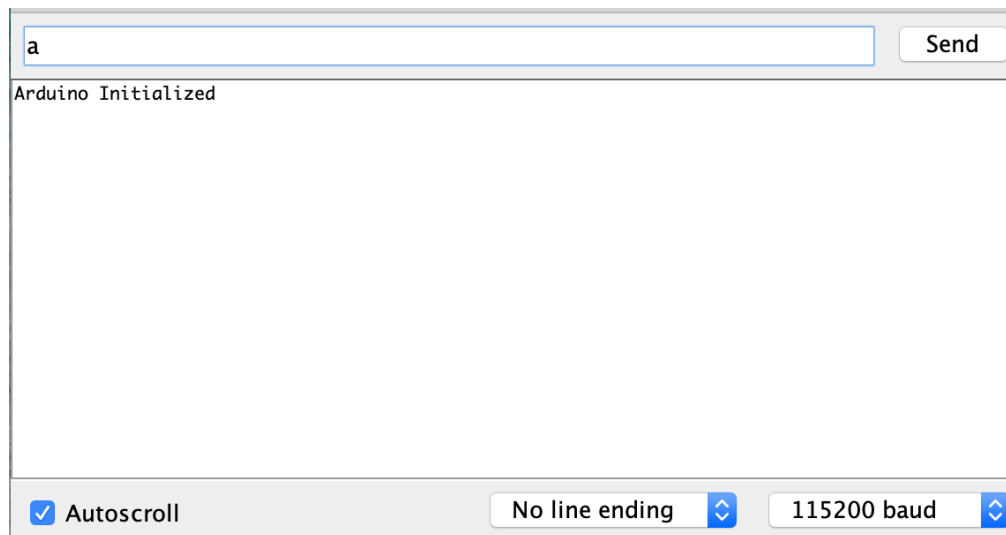 a
Send
Arduino Initialized
Autoscroll
No line ending
115200 baud